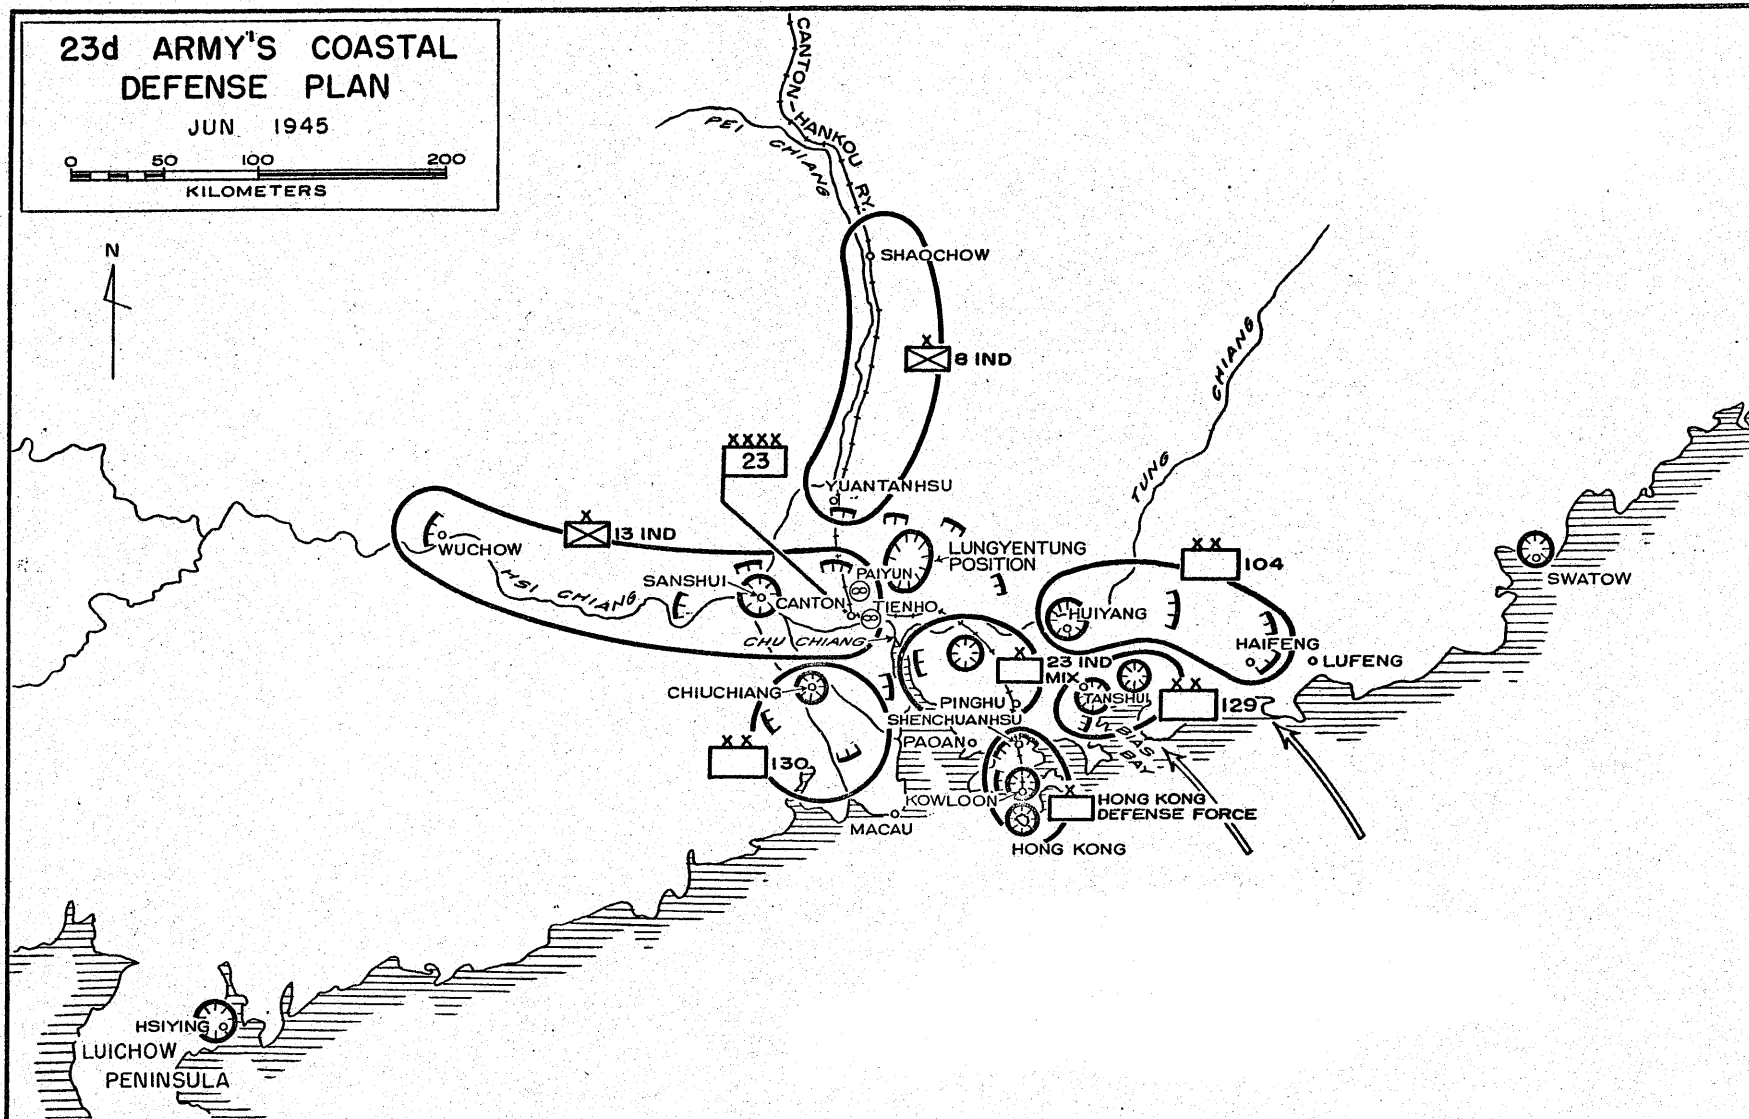 23d ARMY'S COASTAL
DEFENSE PLAN
JUN 1945
0 50 100 200
KILOMETERS
N
CANTON-HANKOU RY.
PEI CHIANG
SHAOCHOW
X
8 IND
XXXX
23
YUANTANHSU
TUNG CHIANG
X
13 IND
WUCHOW
HSI CHIANG
SANSHUI
LUNGYENTUNG
POSITION
PAIYUN
8
CANTON
TIENHO
8
CHU CHIANG
XX
104
HUIYANG
HAIFENG
LUFENG
SWATOW
X
23 IND
MIX
TANSHUI
XX
129
CHIUCHIANG
PINGHU
SHENCHUANHSU
PAOAN
BIAS
BAY
XX
130
KOWLOON
X
HONG KONG
DEFENSE FORCE
MACAU
HONG KONG
HSIYING
LUICHOW
PENINSULA